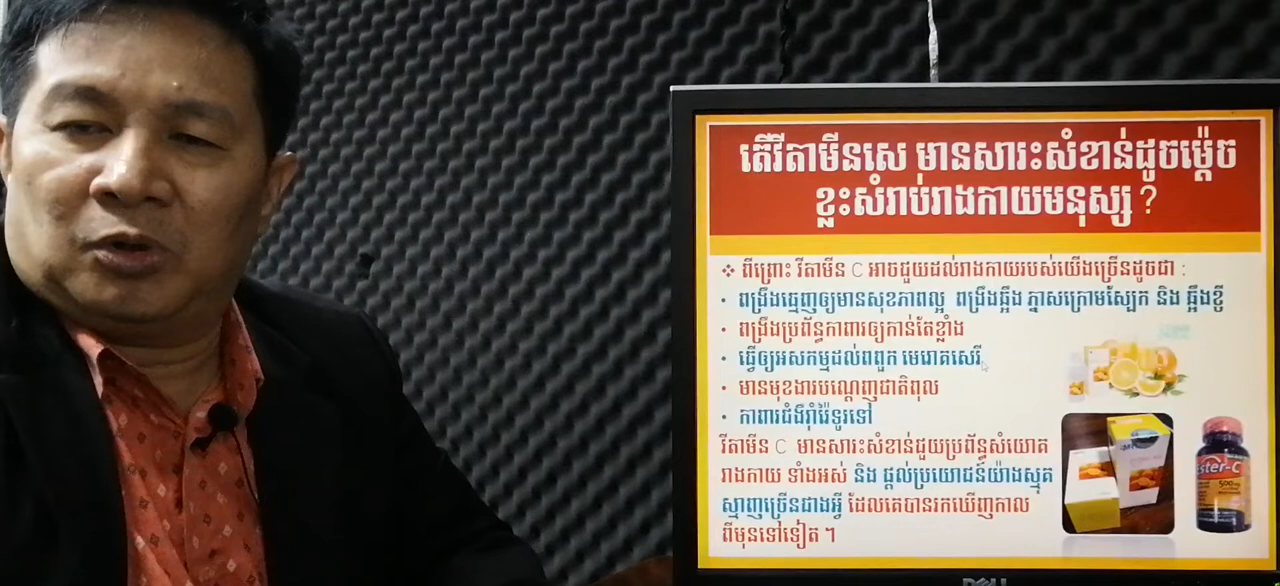 តើវីតាមីនសេ មានសារះសំខាន់ដូចម្ដ៉េច
ខ្លះសំរាប់រាងកាយមនុស្ស ?
❖ ពីព្រោះ វីតាមីន C អាចជួយដល់រាងកាយរបស់យើងច្រើនដូចជា :
• ពង្រឹងធ្មេញឲ្យមានសុខភាពល្អ ពង្រឹងឆ្អឹង ភ្នាសក្រោមស្បែក និង ឆ្អឹងខ្ចី
• ពង្រឹងប្រព័ន្ធការពារឲ្យកាន់តែខ្លាំង
• ធ្វើឲ្យអសកម្មដល់ពពួក មេរោគសេរី
• មានមុខងារបណ្តេញជាតិពុល
• ការពារជំងឺរ៉ាំរ៉ៃទូរទៅ
វីតាមីន C មានសារះសំខាន់ជួយប្រព័ន្ធសំយោគ
រាងកាយ ទាំងអស់ និង ផ្តល់ប្រយោជន៍យ៉ាងស្មុគ
ស្មាញច្រើនជាងអ្វី ដែលគេបានរកឃើញកាល
ពីមុនទៅទៀត ។
Ester-C
500
DELL